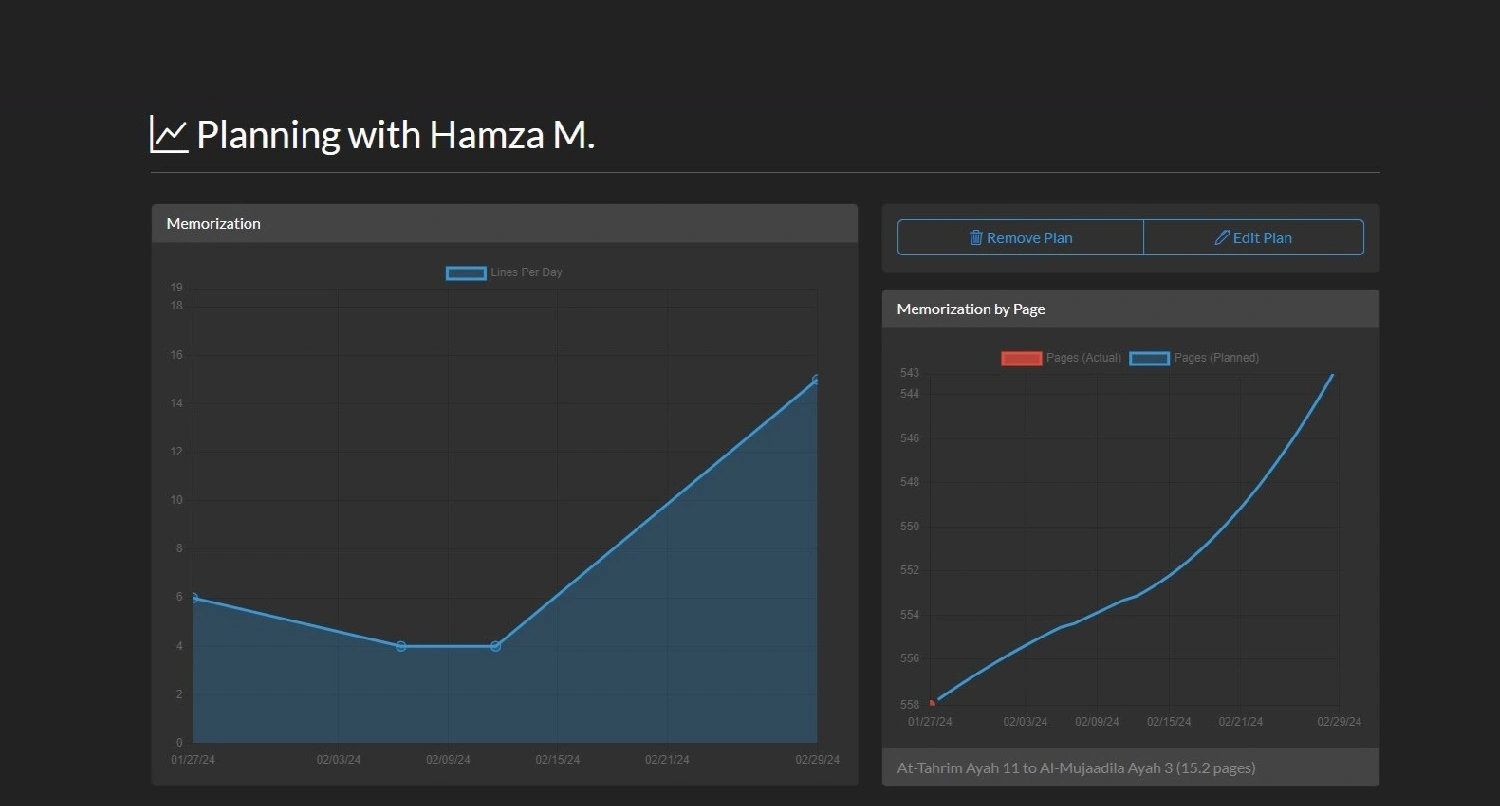 Planning with Hamza M.
Memorization
Lines Per Day
19
18
16
14
12
10
8
6
4
2
0
01/27/24 02/03/24 02/09/24 02/15/24 02/21/24 02/29/24
Remove Plan Edit Plan
Memorization by Page
Pages (Actual) Pages (Planned)
543
544
546
548
550
552
554
556
558
01/27/24 02/03/24 02/09/24 02/15/24 02/21/24 02/29/24
At-Tahrim Ayah 11 to Al-Mujaadila Ayah 3 (15.2 pages)